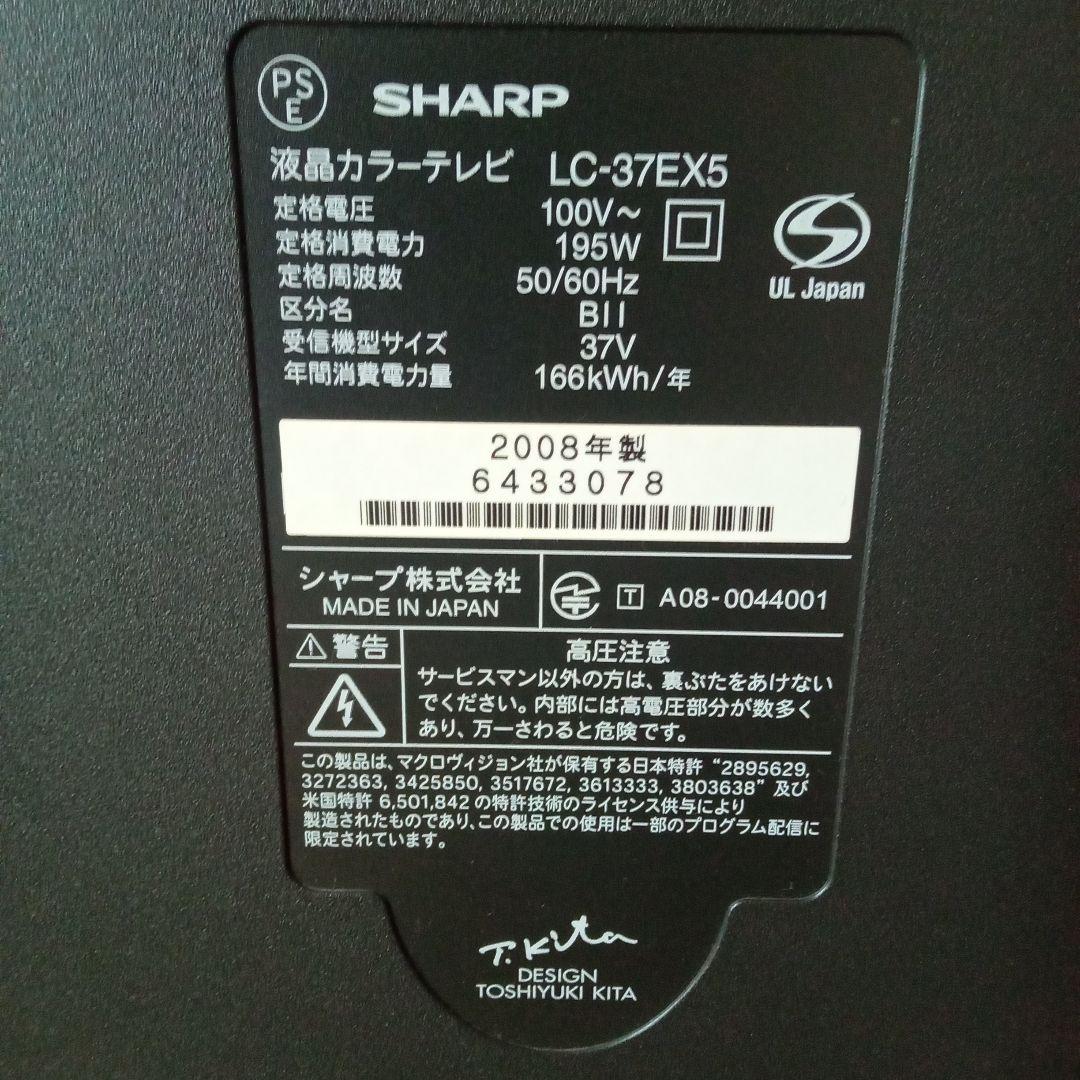 PSE SHARP
液晶カラーテレビ LC-37EX5
定格電圧 100V～
定格消費電力 195W
定格周波数 50/60Hz
区分名 BII
受信機型サイズ 37V
年間消費電力量 166kWh/年
UL Japan
2008年製
6433078
シャープ株式会社
MADE IN JAPAN
T A08-0044001
警告
高圧注意
サービスマン以外の方は、裏ぶたをあけない
でください。内部には高電圧部分が数多く
あり、万一さわると危険です。
この製品は、マクロヴィジョン社が保有する日本特許 “2895629,
3272363, 3425850, 3517672, 3613333, 3803638” 及び
米国特許 6,501,842 の特許技術のライセンス供与により
製造されたものであり、この製品での使用は一部のプログラム配信に
限定されています。
T. Kita
DESIGN
TOSHIYUKI KITA